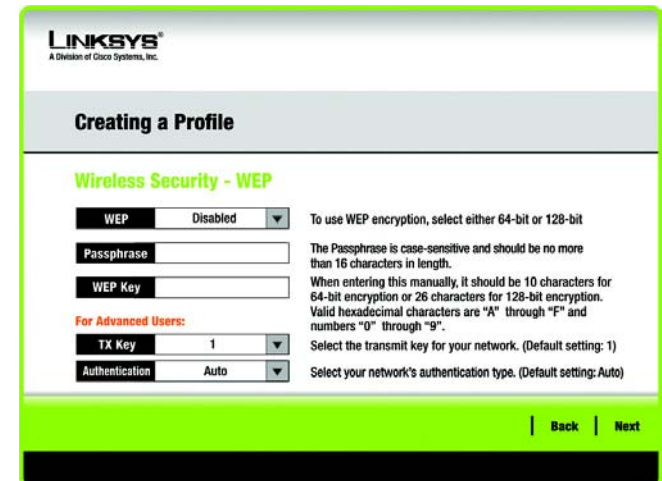 LINKSYS®
A Division of Cisco Systems, Inc.
Creating a Profile
Wireless Security - WEP
WEP Disabled To use WEP encryption, select either 64-bit or 128-bit
Passphrase
The Passphrase is case-sensitive and should be no more
than 16 characters in length.
WEP Key
When entering this manually, it should be 10 characters for
64-bit encryption or 26 characters for 128-bit encryption.
Valid hexadecimal characters are “A” through “F” and
numbers “0” through “9”.
For Advanced Users:
TX Key 1 Select the transmit key for your network. (Default setting: 1)
Authentication Auto Select your network's authentication type. (Default setting: Auto)
Back Next